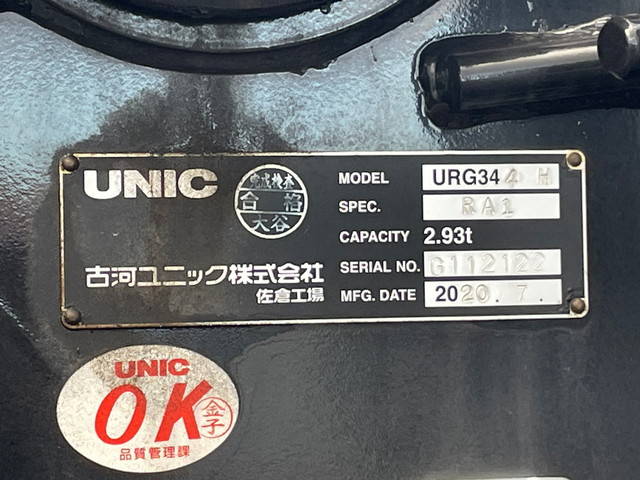 UNIC
完成検査
合格
大谷
MODEL URG344H
SPEC. RA1
CAPACITY 2.93t
SERIAL NO. G112122
MFG. DATE 2020.7.
古河ユニック株式会社
佐倉工場
UNIC
OK
金子
品質管理課